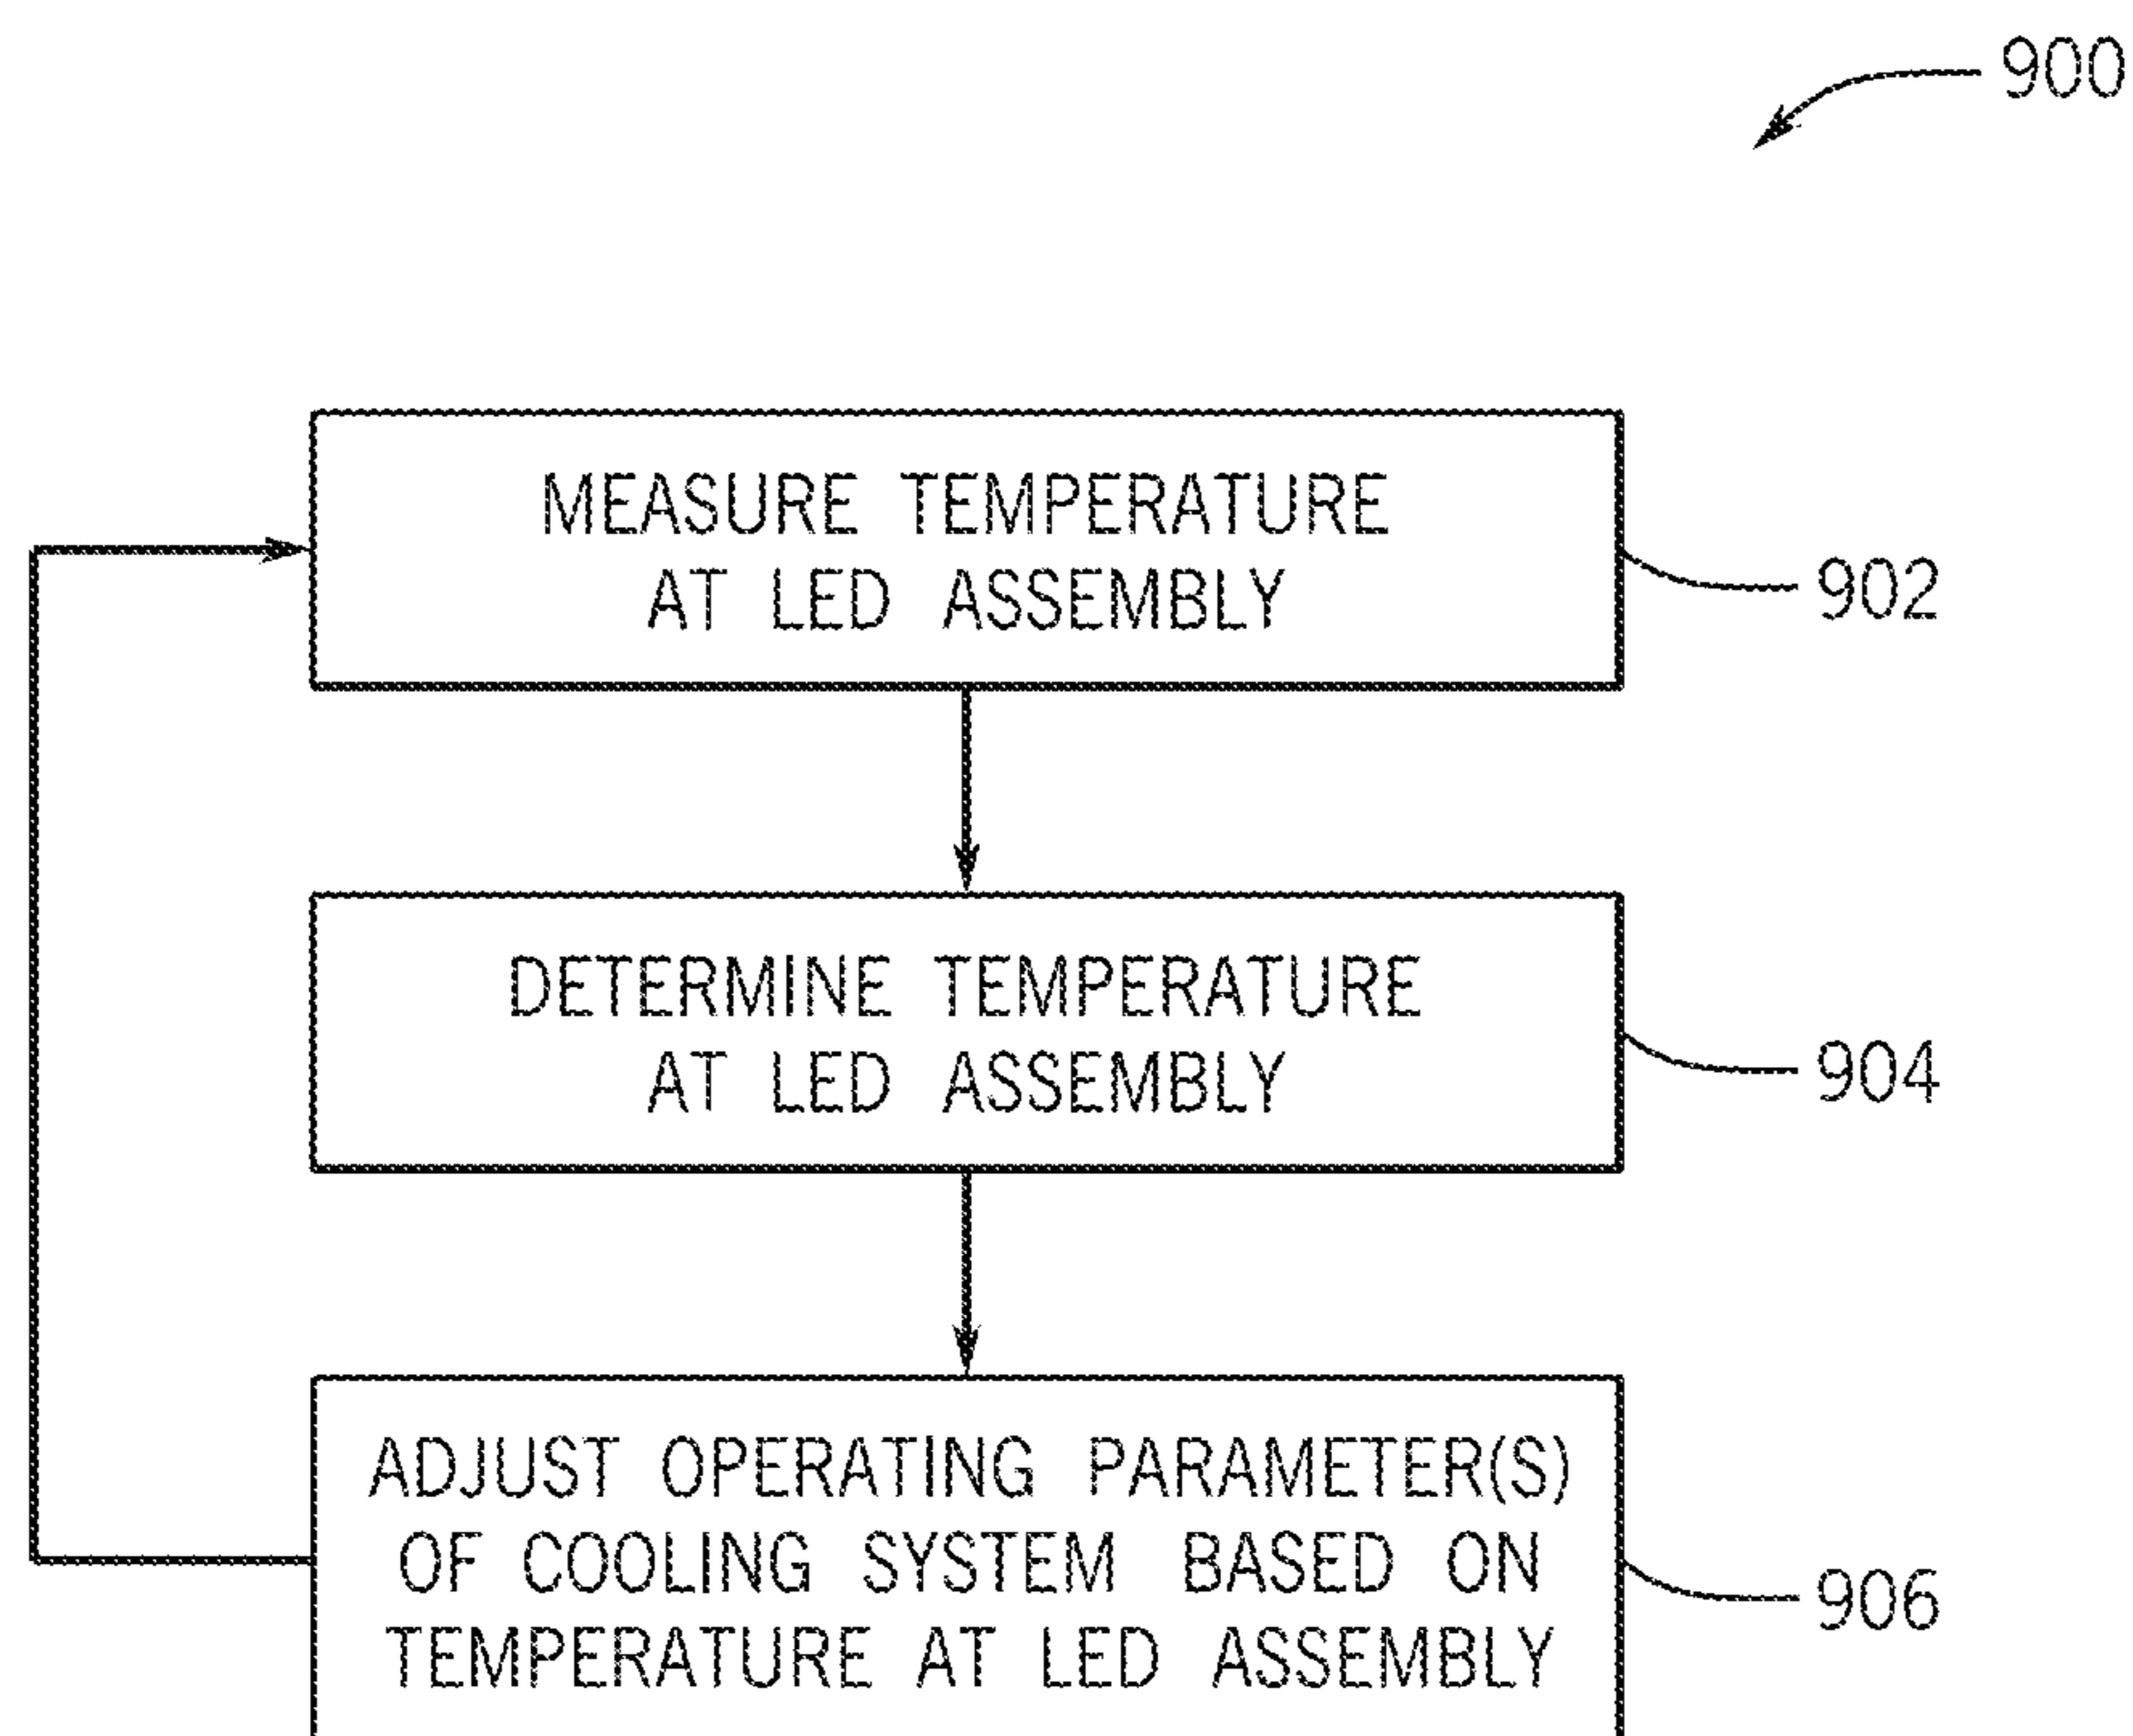 900
MEASURE TEMPERATURE
AT LED ASSEMBLY
902
DETERMINE TEMPERATURE
AT LED ASSEMBLY
904
ADJUST OPERATING PARAMETER(S)
OF COOLING SYSTEM BASED ON
TEMPERATURE AT LED ASSEMBLY
906